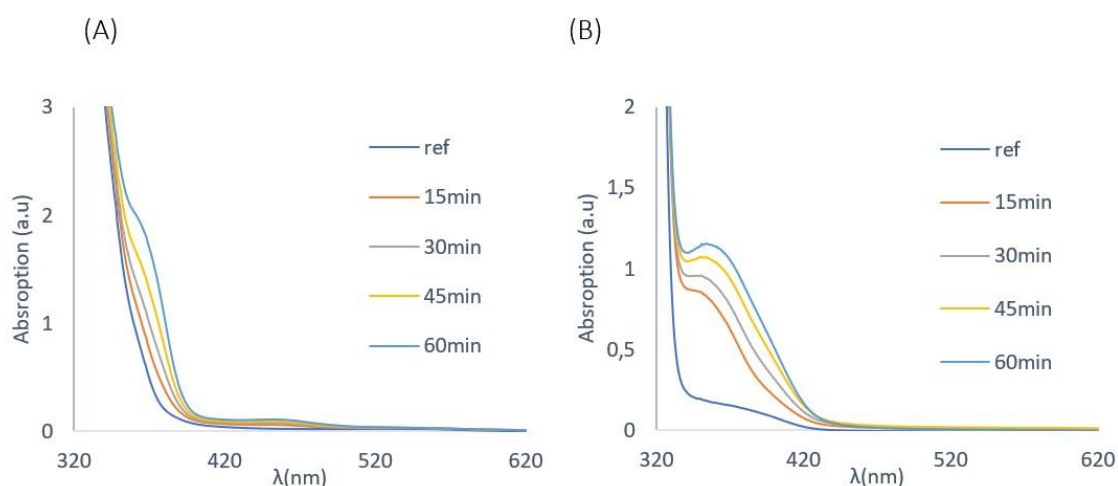 (A)
3
2
1
0
Absroption (a.u)
320
420
520
620
λ(nm)
ref
15min
30min
45min
60min
(B)
2
1,5
1
0,5
0
Absroption (a.u)
320
420
520
620
λ(nm)
ref
15min
30min
45min
60min